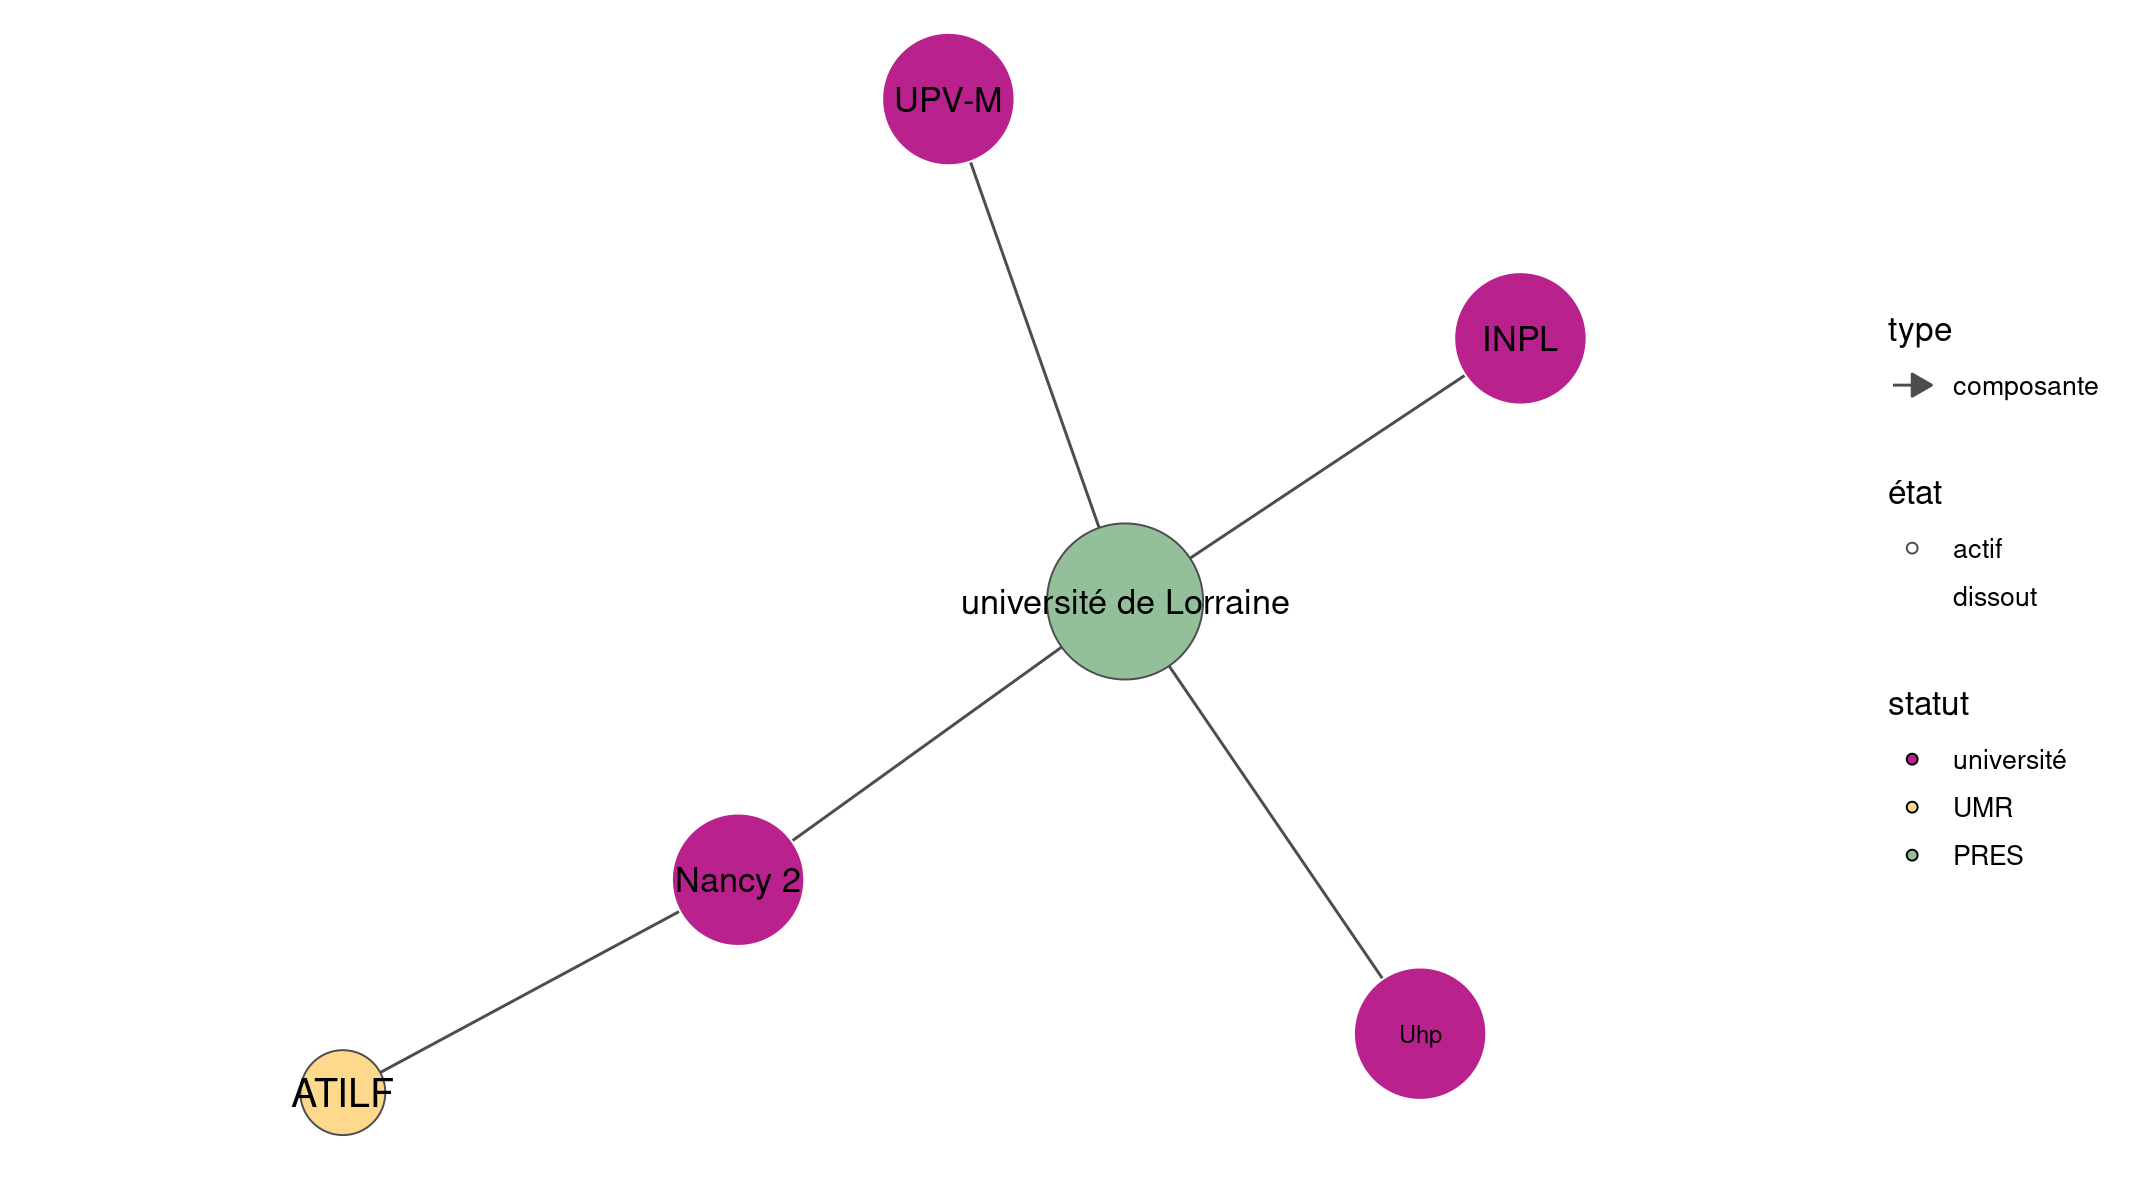 UPV-M
INPL
université de Lorraine
Nancy 2
Uhp
ATILF
type
composante
état
actif
dissout
statut
université
UMR
PRES